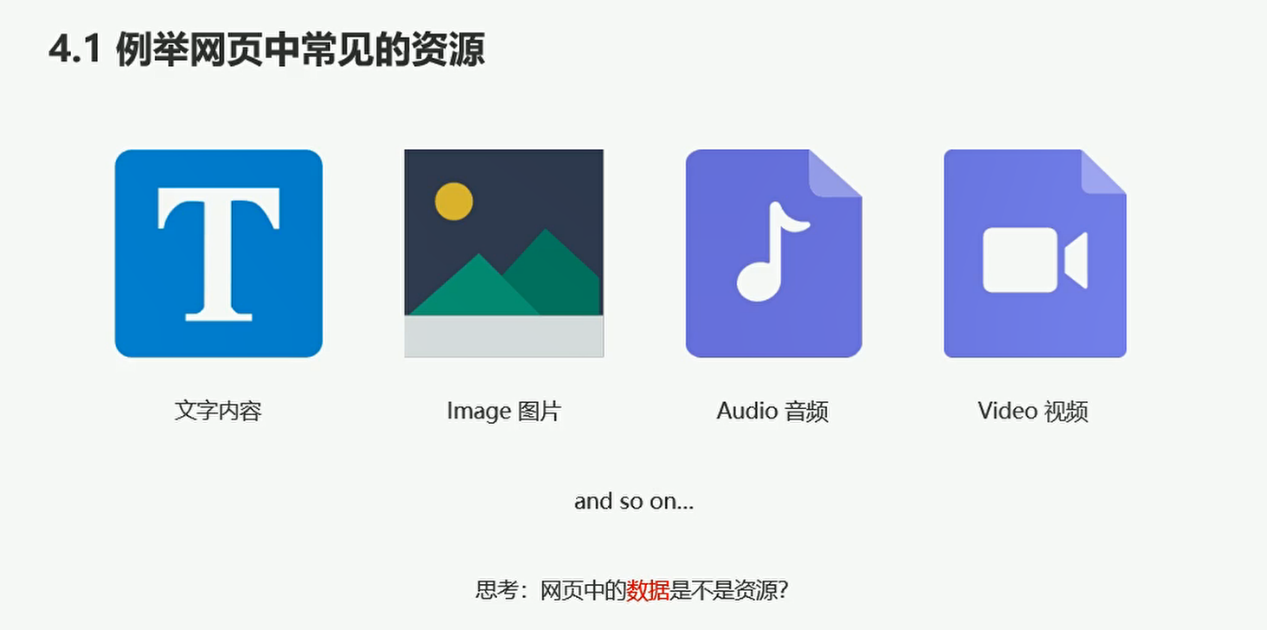 4.1 例举网页中常见的资源
T
文字内容
Image 图片
Audio 音频
Video 视频
and so on...
思考：网页中的数据是不是资源？